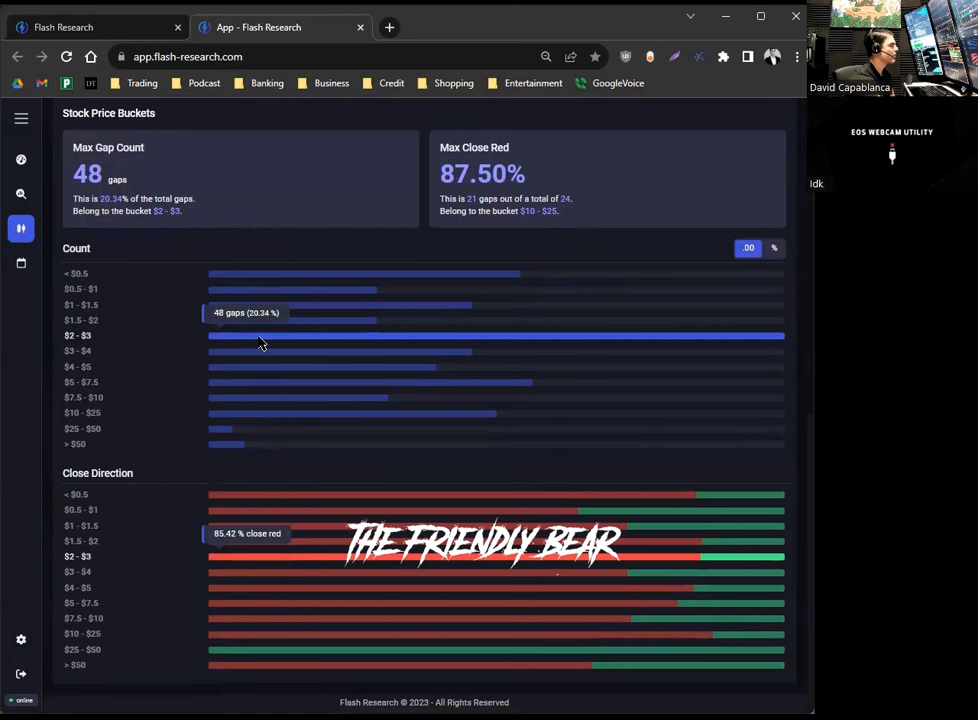 Flash Research
App - Flash Research
app.flash-research.com
Trading
Podcast
Banking
Business
Credit
Shopping
Entertainment
GoogleVoice
David Capablanca
EOS WEBCAM UTILITY
Idk
Stock Price Buckets
Max Gap Count
48 gaps
This is 20.34% of the total gaps.
Belong to the bucket $2 - $3.
Max Close Red
87.50%
This is 21 gaps out of a total of 24.
Belong to the bucket $10 - $25.
Count
.00 %
< $0.5
$0.5 - $1
$1 - $1.5
48 gaps (20.34 %)
$1.5 - $2
$2 - $3
$3 - $4
$4 - $5
$5 - $7.5
$7.5 - $10
$10 - $25
$25 - $50
> $50
Close Direction
< $0.5
$0.5 - $1
$1 - $1.5
85.42 % close red
$1.5 - $2
THE FRIENDLY BEAR
$2 - $3
$3 - $4
$4 - $5
$5 - $7.5
$7.5 - $10
$10 - $25
$25 - $50
> $50
online
Flash Research © 2023 - All Rights Reserved